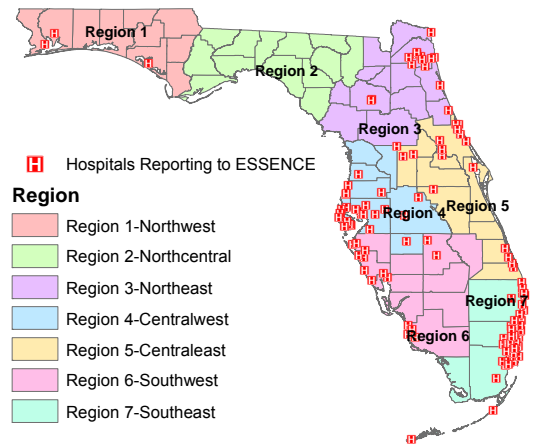 Region 1
Region 2
Region 3
Region 4
Region 5
Region 6
Region 7
H Hospitals Reporting to ESSENCE
Region
Region 1-Northwest
Region 2-Northcentral
Region 3-Northeast
Region 4-Centralwest
Region 5-Centraleast
Region 6-Southwest
Region 7-Southeast